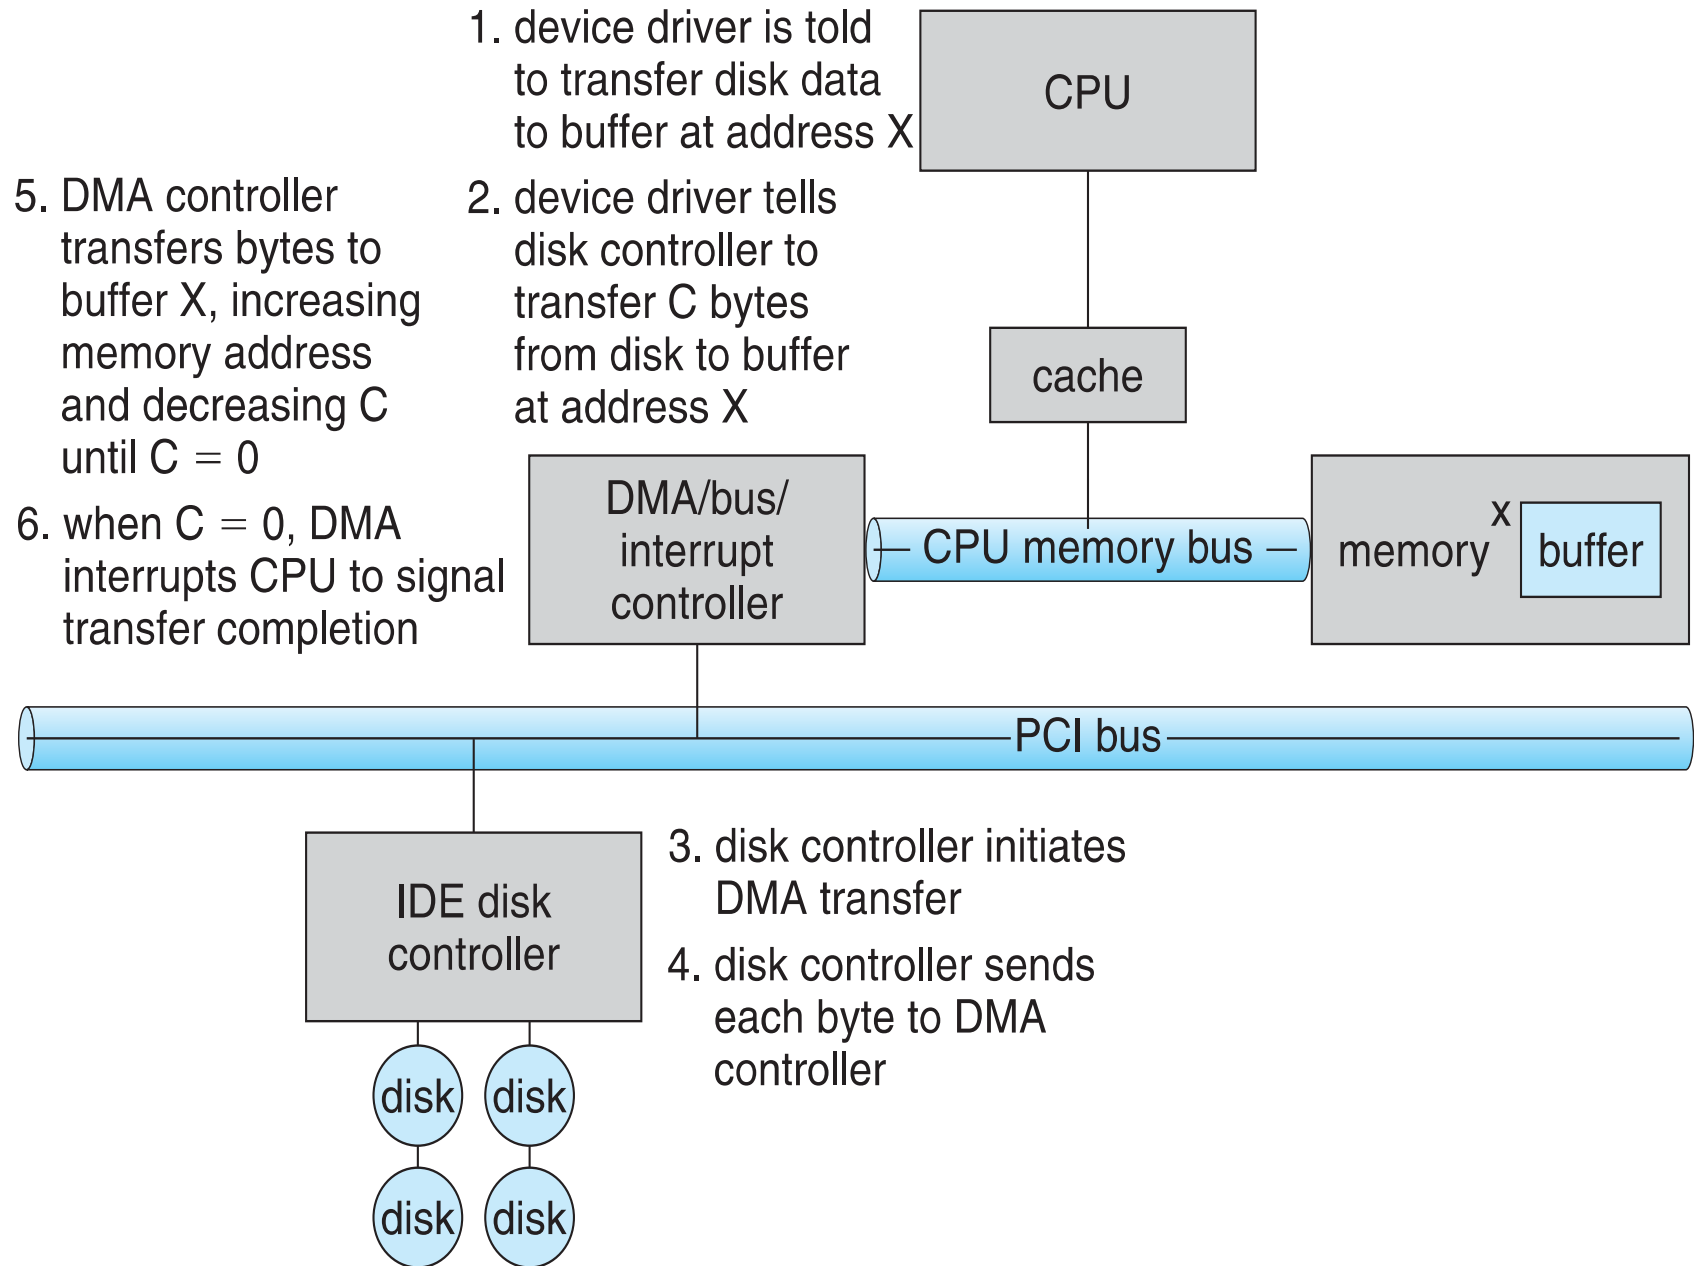 1. device driver is told
to transfer disk data
to buffer at address X
CPU
5. DMA controller
transfers bytes to
buffer X, increasing
memory address
and decreasing C
until C = 0
2. device driver tells
disk controller to
transfer C bytes
from disk to buffer
at address X
cache
6. when C = 0, DMA
interrupts CPU to signal
transfer completion
DMA/bus/
interrupt
controller
CPU memory bus
memory
x
buffer
PCI bus
IDE disk
controller
3. disk controller initiates
DMA transfer
4. disk controller sends
each byte to DMA
controller
disk
disk
disk
disk